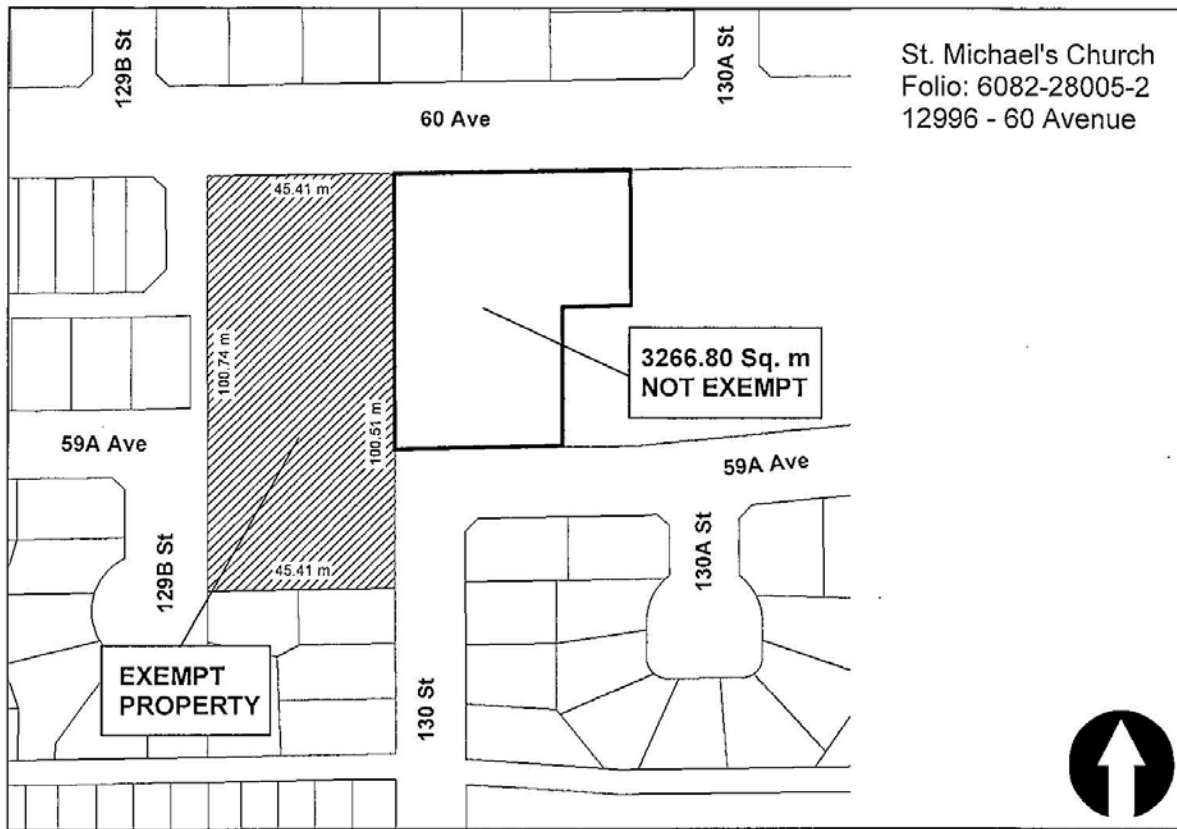 129B St
130A St
St. Michael's Church
Folio: 6082-28005-2
12996 - 60 Avenue
60 Ave
45.41 m
100.74 m
100.51 m
3266.80 Sq. m
NOT EXEMPT
59A Ave
59A Ave
129B St
130A St
45.41 m
EXEMPT
PROPERTY
130 St